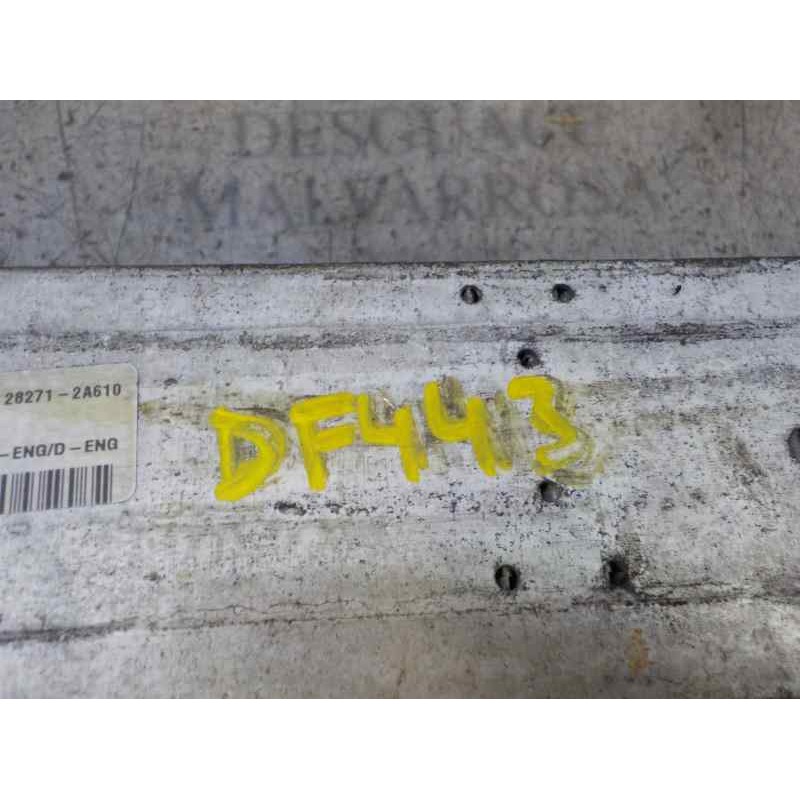 DESGUACE
MALVARROSA
28271-2A610
-ENG/D-ENG
DF443